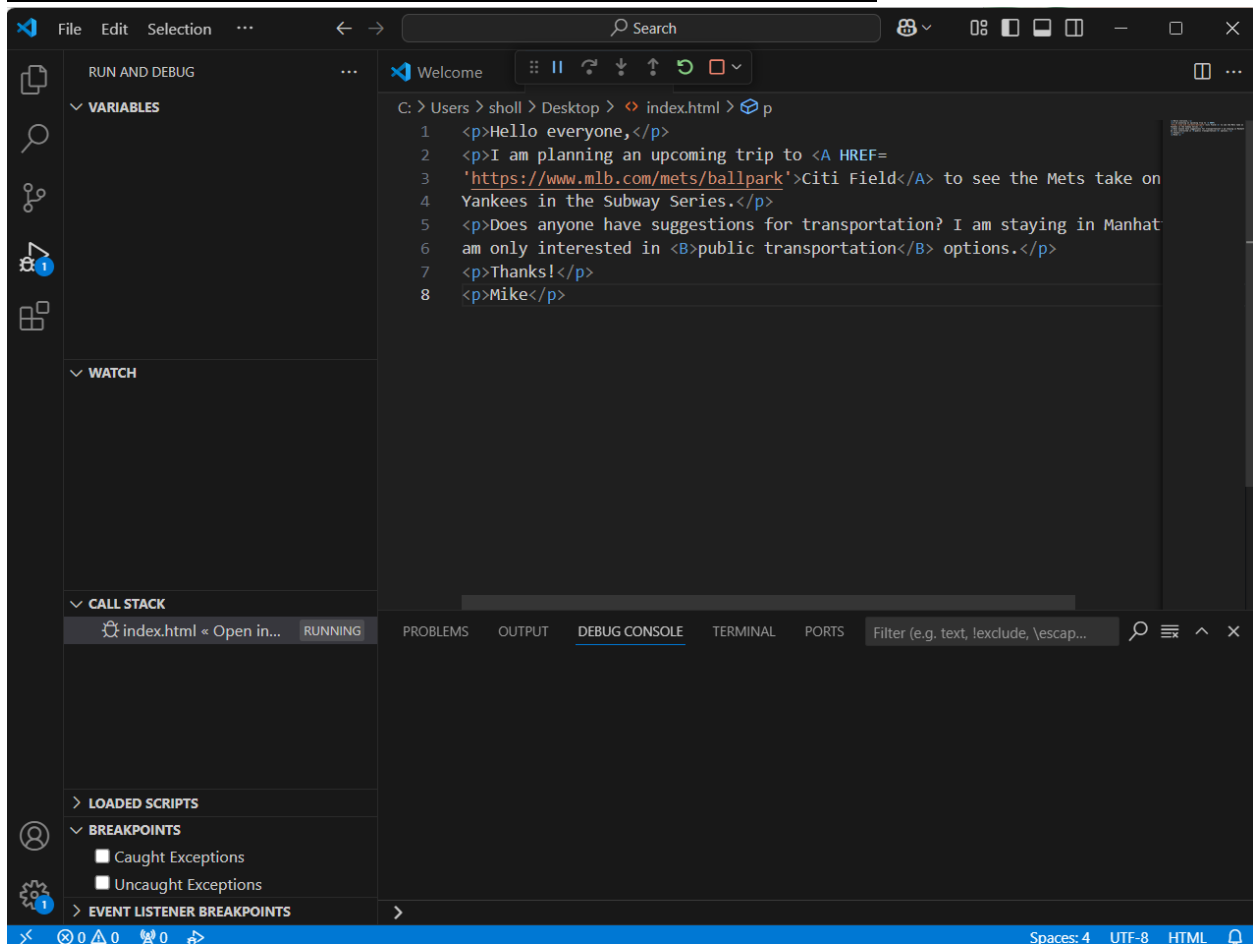 File Edit Selection ··· Search
RUN AND DEBUG ···
Welcome
VARIABLES
C: > Users > sholl > Desktop > index.html > p
1 <p>Hello everyone,</p>
2 <p>I am planning an upcoming trip to <A HREF=
3 'https://www.mlb.com/mets/ballpark'>Citi Field</A> to see the Mets take on
4 Yankees in the Subway Series.</p>
5 <p>Does anyone have suggestions for transportation? I am staying in Manhat
6 am only interested in <B>public transportation</B> options.</p>
7 <p>Thanks!</p>
8 <p>Mike</p>
1
WATCH
CALL STACK
index.html « Open in... RUNNING
PROBLEMS OUTPUT DEBUG CONSOLE TERMINAL PORTS Filter (e.g. text, !exclude, \escap...
LOADED SCRIPTS
BREAKPOINTS
Caught Exceptions
Uncaught Exceptions
1
EVENT LISTENER BREAKPOINTS
>
0 0 0 Spaces: 4 UTF-8 HTML